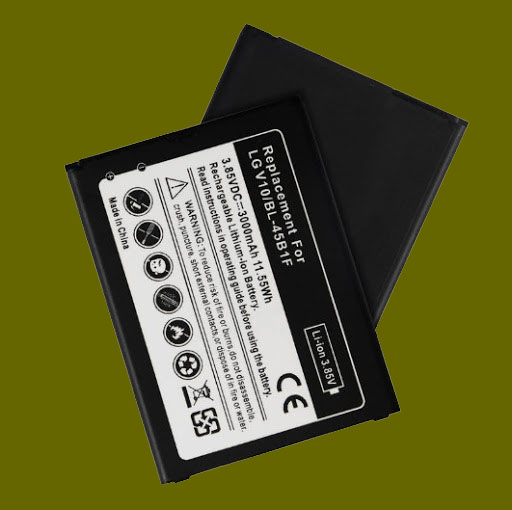 Replacement For
LG V10/BL-45B1F
Li-ion 3.85V
3.85VDC⎓3000mAh 11.55Wh
Rechargeable Lithium-ion Battery.
Read instructions in operating guide before using the battery.
WARNING: To reduce risk of fire or burns, do not disassemble,
crush, puncture, short external contacts, or dispose of in fire or water.
Made in China